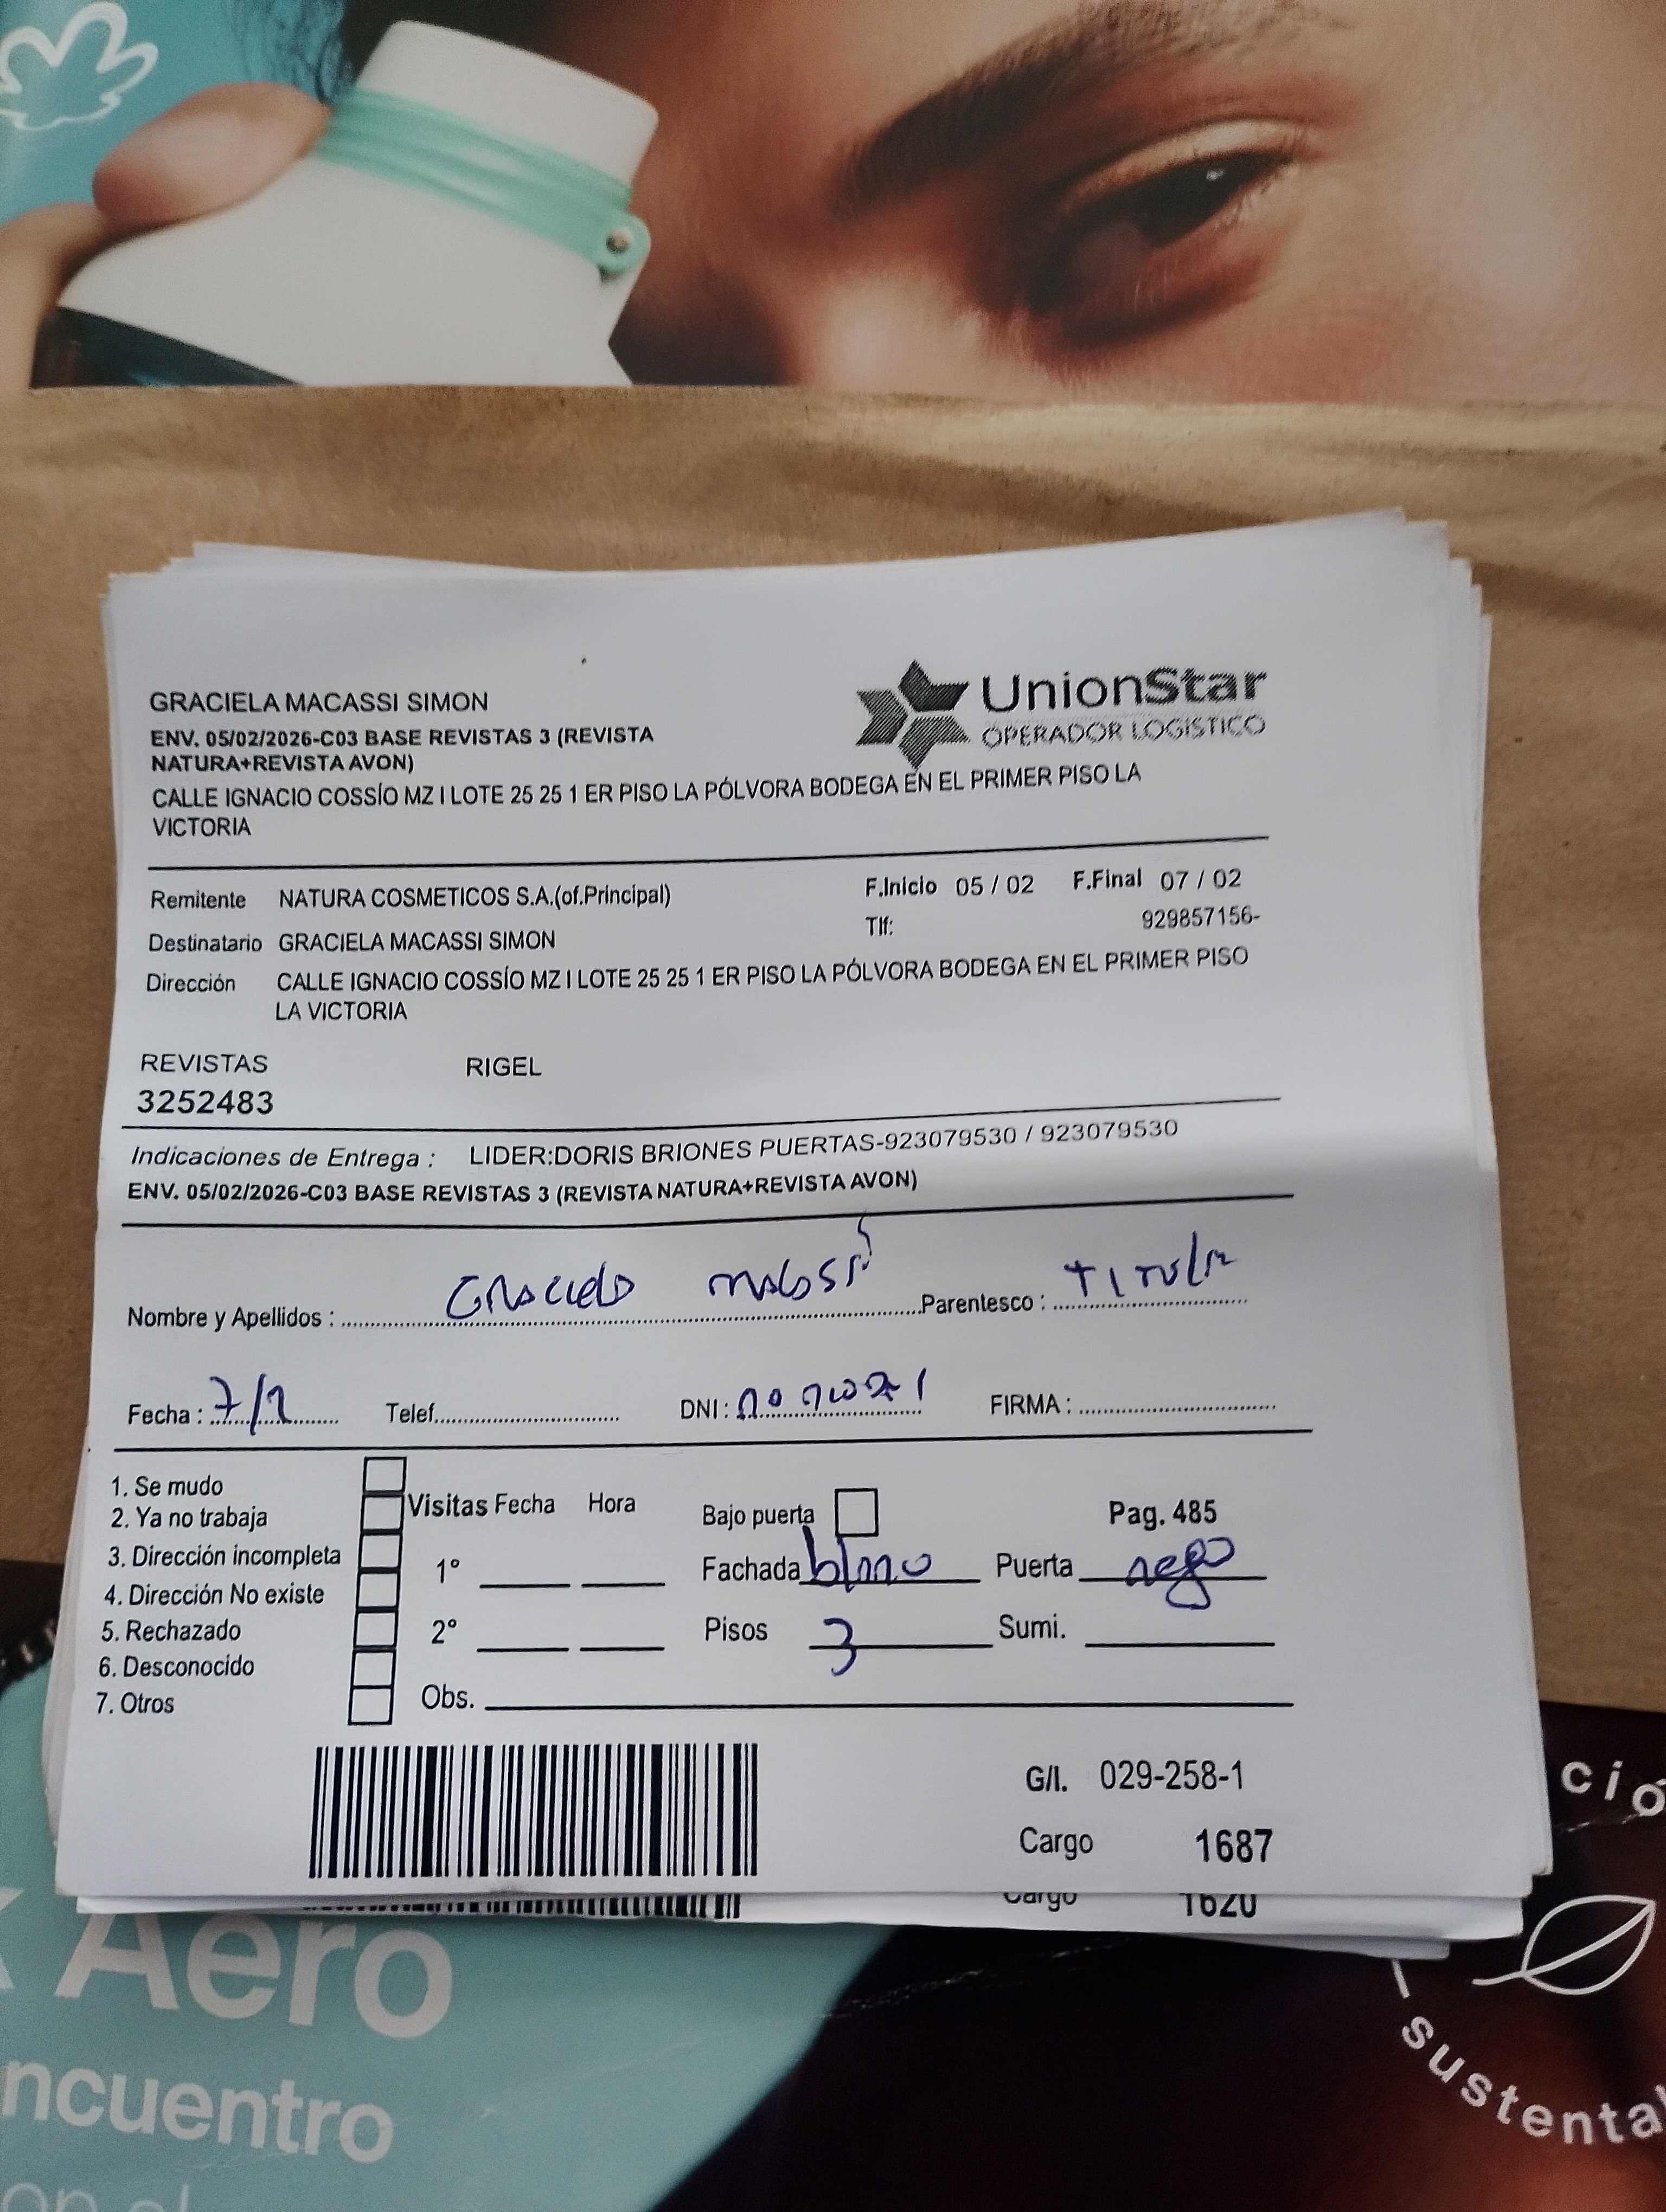 GRACIELA MACASSI SIMON
UnionStar
OPERADOR LOGISTICO
ENV. 05/02/2026-C03 BASE REVISTAS 3 (REVISTA
NATURA+REVISTA AVON)
CALLE IGNACIO COSSÍO MZ I LOTE 25 25 1 ER PISO LA PÓLVORA BODEGA EN EL PRIMER PISO LA
VICTORIA
Remitente NATURA COSMETICOS S.A.(of.Principal) F.Inicio 05 / 02 F.Final 07 / 02
Tlf: 929857156-
Destinatario GRACIELA MACASSI SIMON
Dirección CALLE IGNACIO COSSÍO MZ I LOTE 25 25 1 ER PISO LA PÓLVORA BODEGA EN EL PRIMER PISO
LA VICTORIA
REVISTAS RIGEL
3252483
Indicaciones de Entrega : LIDER:DORIS BRIONES PUERTAS-923079530 / 923079530
ENV. 05/02/2026-C03 BASE REVISTAS 3 (REVISTA NATURA+REVISTA AVON)
Nombre y Apellidos : Parentesco : Titular
Fecha : 7/2 Telef. DNI : FIRMA :
1. Se mudo
2. Ya no trabaja
3. Dirección incompleta
4. Dirección No existe
5. Rechazado
6. Desconocido
7. Otros
Visitas Fecha Hora
1°
2°
Obs.
Bajo puerta Pag. 485
Fachada Puerta negro
Pisos 3 Sumi.
G/I. 029-258-1
Cargo 1687
Cargo 1620
Aero
ncuentro
on el
ció
sustenta